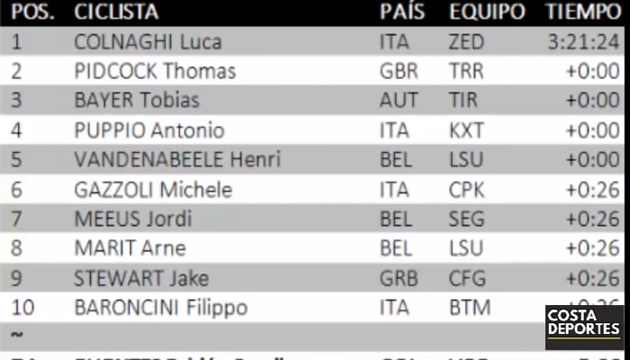 POS. CICLISTA PAÍS EQUIPO TIEMPO
1 COLNAGHI Luca ITA ZED 3:21:24
2 PIDCOCK Thomas GBR TRR +0:00
3 BAYER Tobias AUT TIR +0:00
4 PUPPIO Antonio ITA KXT +0:00
5 VANDENABEELE Henri BEL LSU +0:00
6 GAZZOLI Michele ITA CPK +0:26
7 MEEUS Jordi BEL SEG +0:26
8 MARIT Arne BEL LSU +0:26
9 STEWART Jake GRB CFG +0:26
10 BARONCINI Filippo ITA BTM +0:26
~
COSTA
DEPORTES